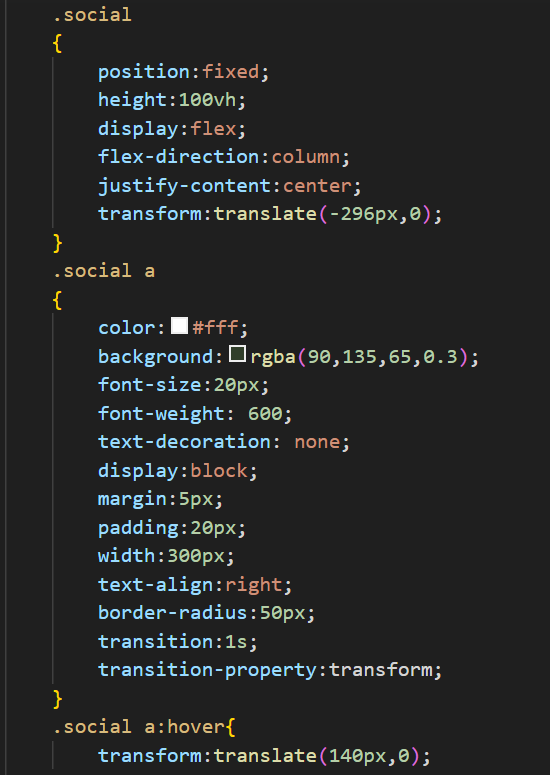 .social
{
position:fixed;
height:100vh;
display:flex;
flex-direction:column;
justify-content:center;
transform:translate(-296px,0);
}
.social a
{
color:#fff;
background:rgba(90,135,65,0.3);
font-size:20px;
font-weight: 600;
text-decoration: none;
display:block;
margin:5px;
padding:20px;
width:300px;
text-align:right;
border-radius:50px;
transition:1s;
transition-property:transform;
}
.social a:hover{
transform:translate(140px,0);